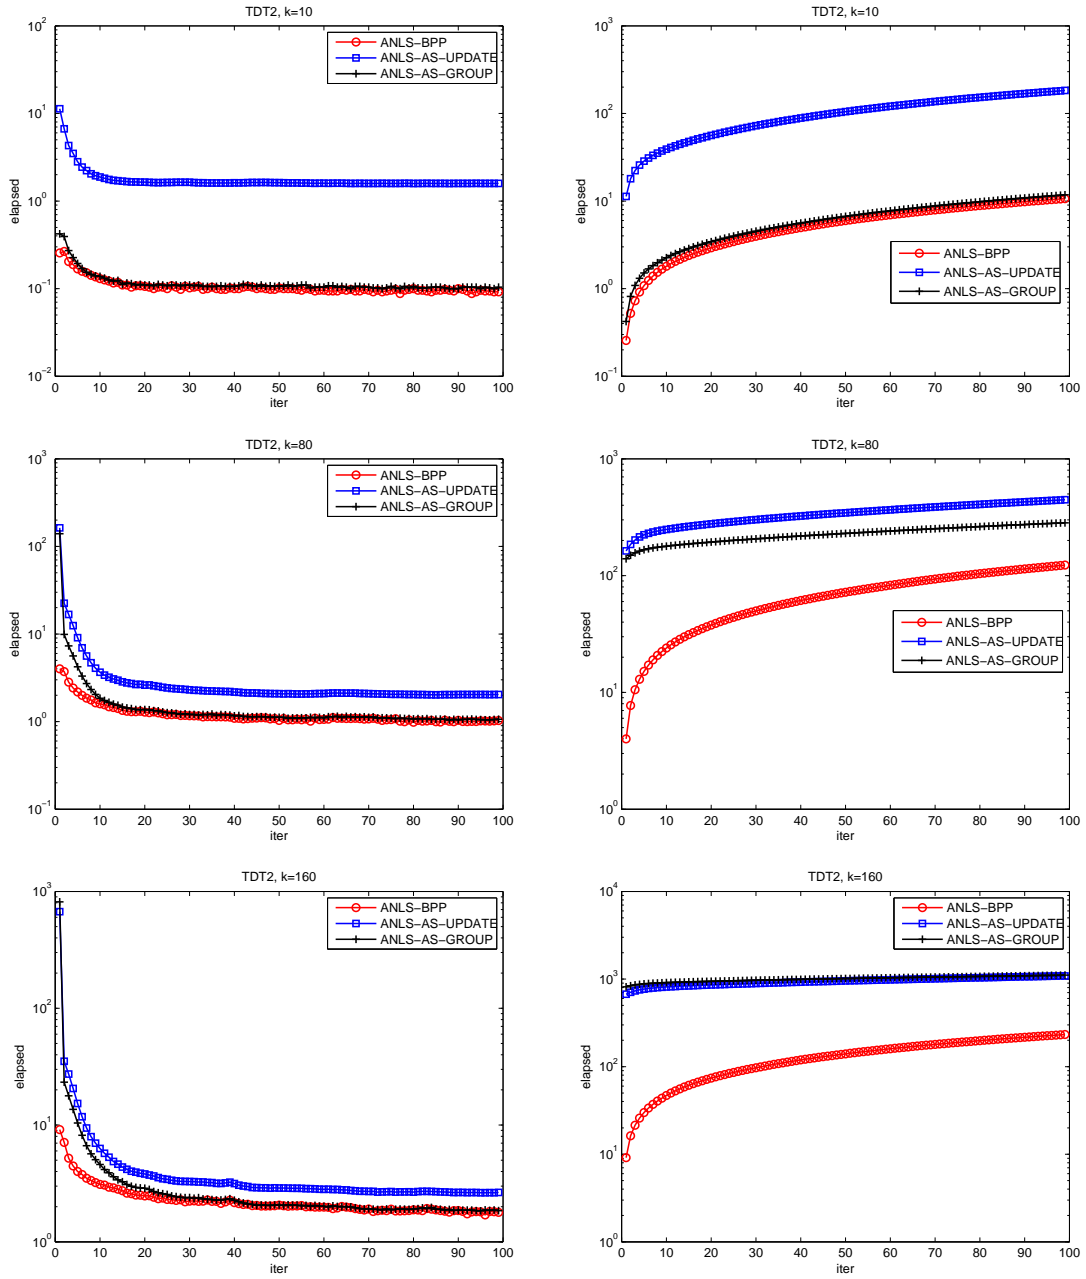 TDT2, k=10
10^2
10^1
10^0
10^-1
10^-2
elapsed
ANLS-BPP
ANLS-AS-UPDATE
ANLS-AS-GROUP
0 10 20 30 40 50 60 70 80 90 100
iter
TDT2, k=10
10^3
10^2
10^1
10^0
10^-1
elapsed
ANLS-BPP
ANLS-AS-UPDATE
ANLS-AS-GROUP
0 10 20 30 40 50 60 70 80 90 100
iter
TDT2, k=80
10^3
10^2
10^1
10^0
10^-1
elapsed
ANLS-BPP
ANLS-AS-UPDATE
ANLS-AS-GROUP
0 10 20 30 40 50 60 70 80 90 100
iter
TDT2, k=80
10^3
10^2
10^1
10^0
elapsed
ANLS-BPP
ANLS-AS-UPDATE
ANLS-AS-GROUP
0 10 20 30 40 50 60 70 80 90 100
iter
TDT2, k=160
10^3
10^2
10^1
10^0
elapsed
ANLS-BPP
ANLS-AS-UPDATE
ANLS-AS-GROUP
0 10 20 30 40 50 60 70 80 90 100
iter
TDT2, k=160
10^4
10^3
10^2
10^1
10^0
elapsed
ANLS-BPP
ANLS-AS-UPDATE
ANLS-AS-GROUP
0 10 20 30 40 50 60 70 80 90 100
iter